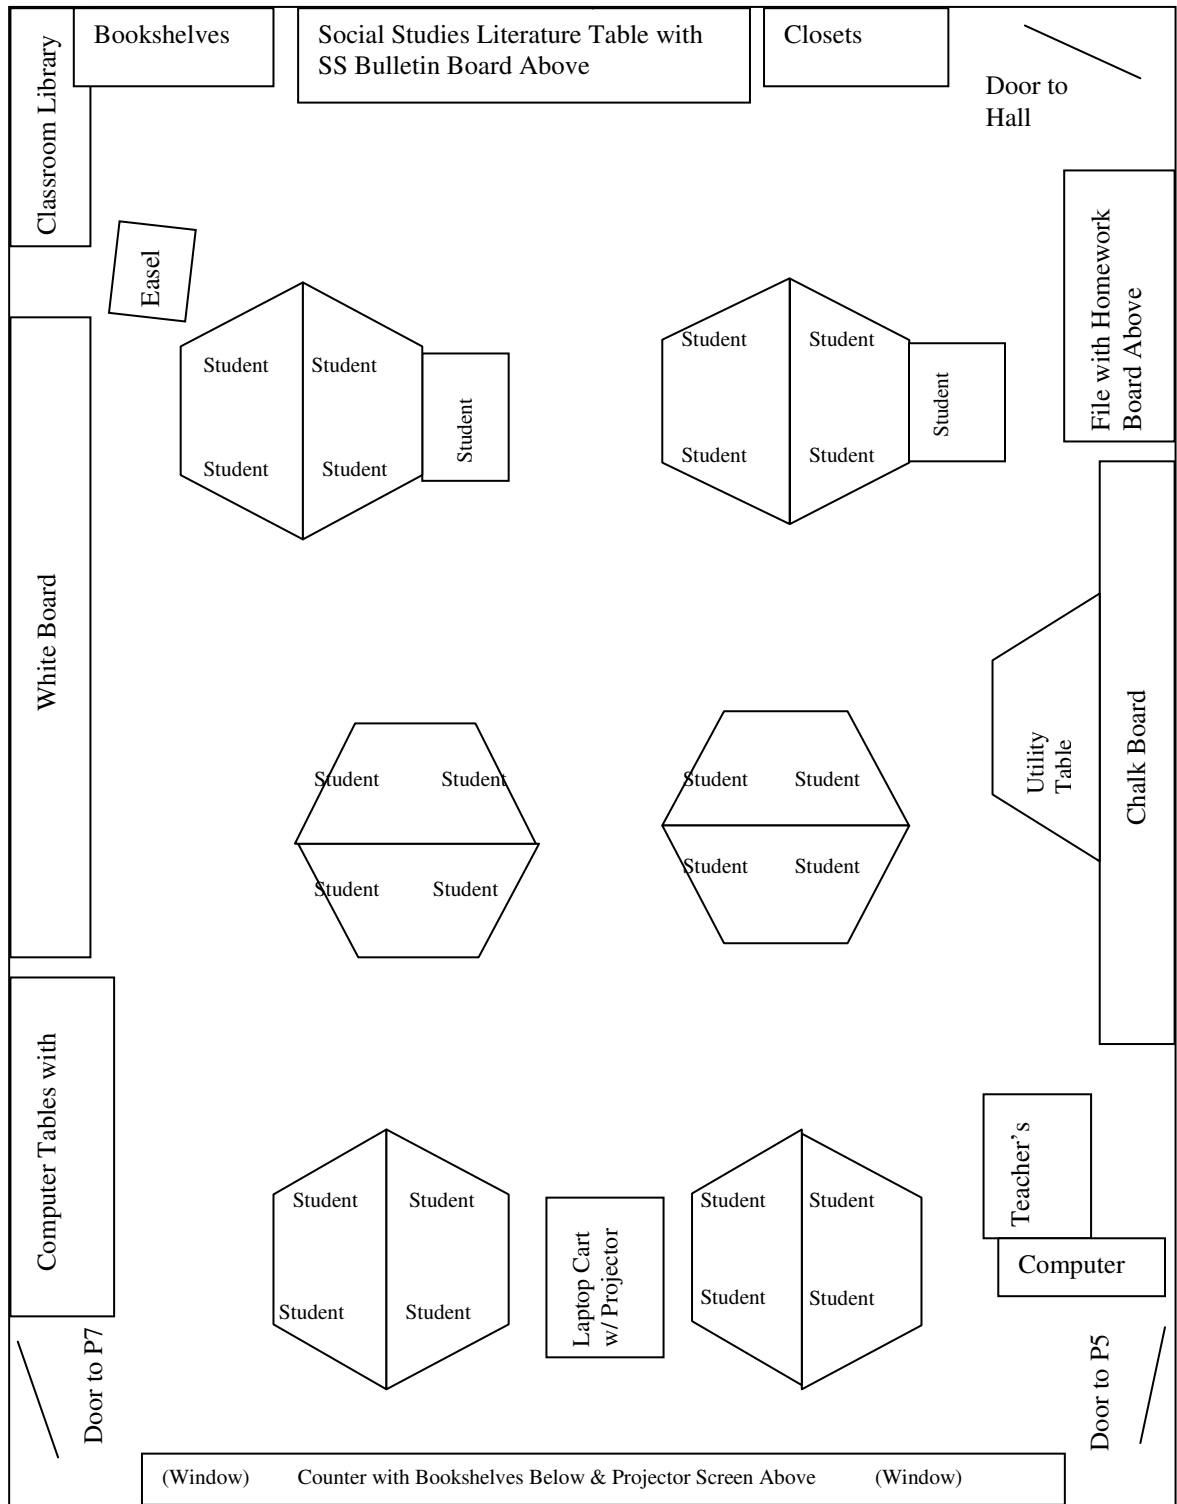 Bookshelves
Social Studies Literature Table with
SS Bulletin Board Above
Closets
Door to
Hall
Classroom Library
Easel
File with Homework
Board Above
Student
Student
Student
Student
Student
Student
Student
Student
Student
Student
White Board
Student
Student
Student
Student
Student
Student
Student
Student
Utility
Table
Chalk Board
Computer Tables with
Student
Student
Student
Student
Laptop Cart
w/ Projector
Student
Student
Student
Student
Teacher’s
Computer
Door to P7
Door to P5
(Window)
Counter with Bookshelves Below & Projector Screen Above
(Window)